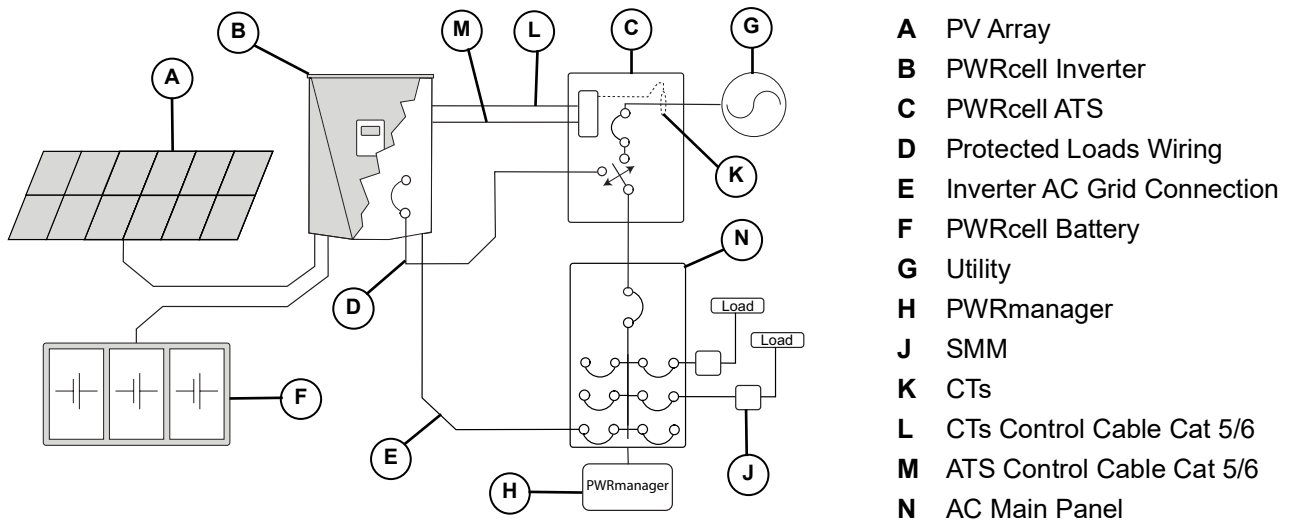 B
M
L
C
G
A
K
N
D
Load
Load
F
E
H
PWRmanager
J
A PV Array
B PWRcell Inverter
C PWRcell ATS
D Protected Loads Wiring
E Inverter AC Grid Connection
F PWRcell Battery
G Utility
H PWRmanager
J SMM
K CTs
L CTs Control Cable Cat 5/6
M ATS Control Cable Cat 5/6
N AC Main Panel